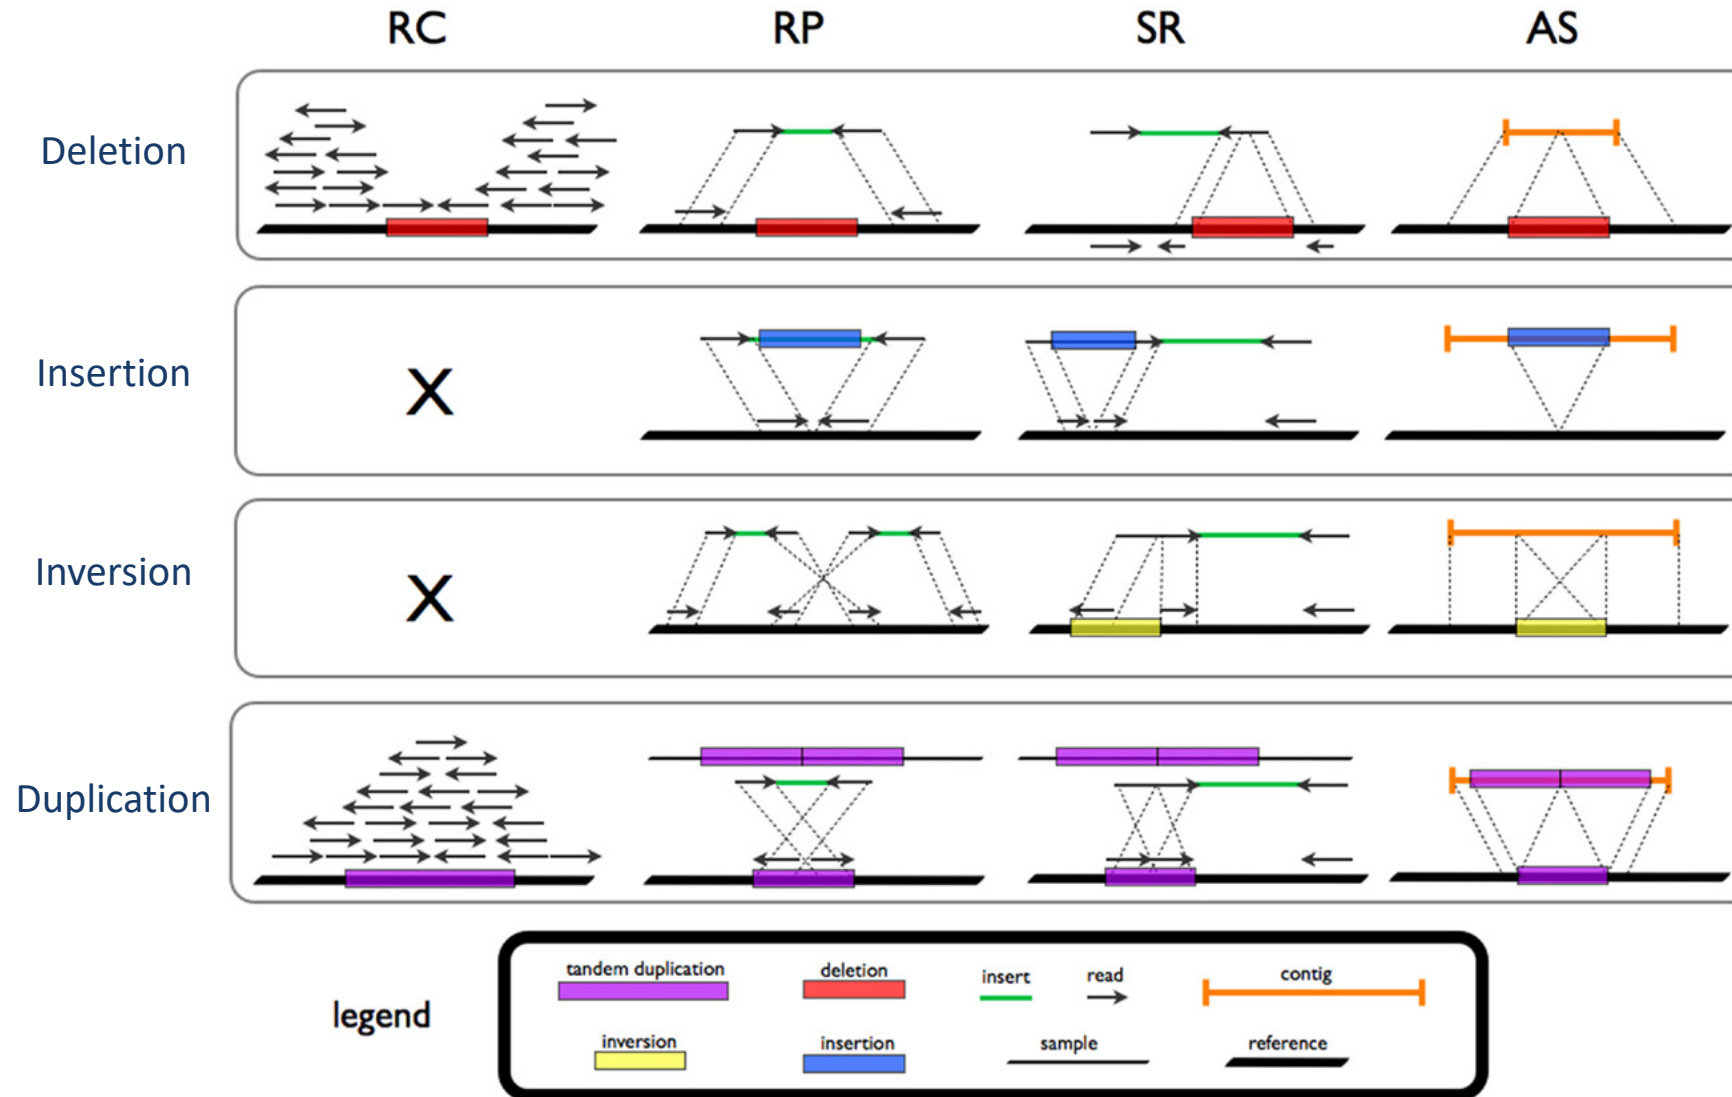 RC RP SR AS
Deletion
Insertion
X
Inversion
X
Duplication
legend
tandem duplication deletion insert read contig
inversion insertion sample reference